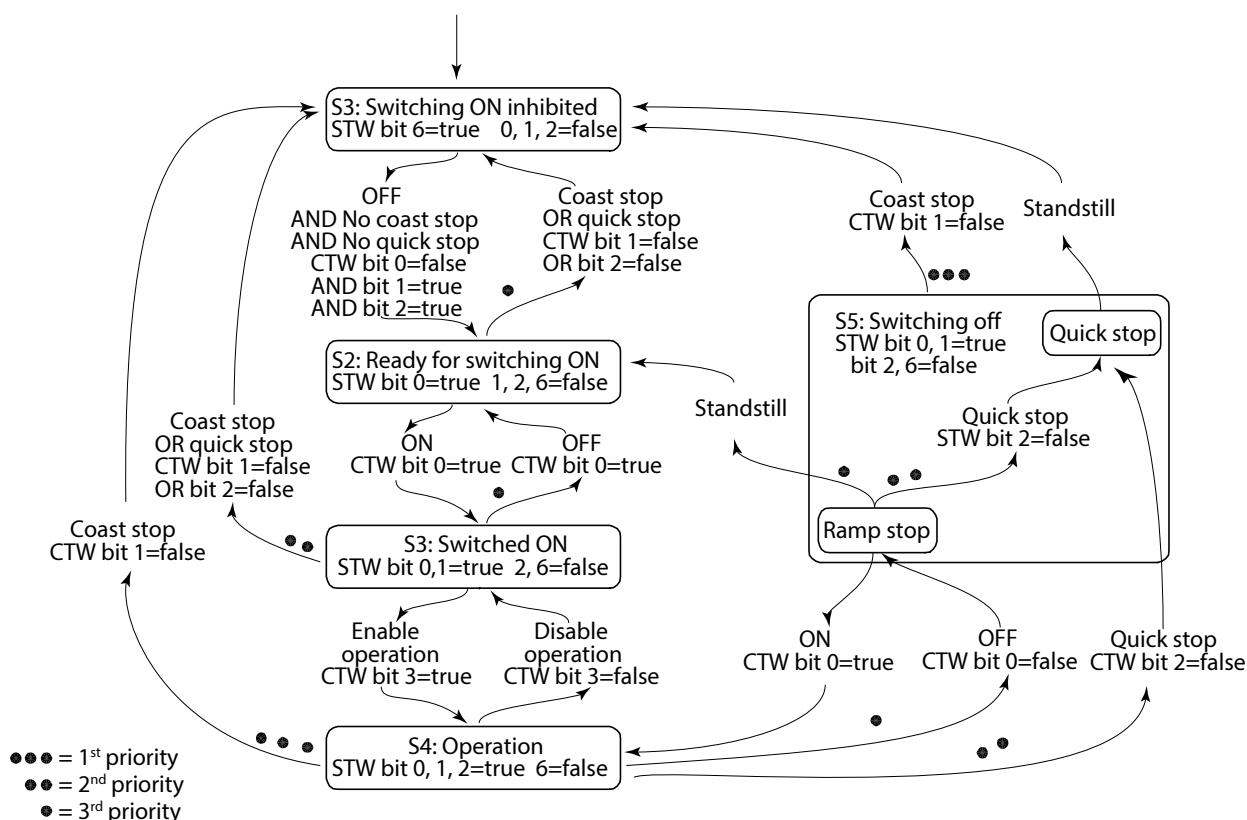 S3: Switching ON inhibited
STW bit 6=true 0, 1, 2=false
OFF
AND No coast stop
AND No quick stop
CTW bit 0=false
AND bit 1=true
AND bit 2=true
Coast stop
OR quick stop
CTW bit 1=false
OR bit 2=false
Coast stop
CTW bit 1=false
Standstill
S2: Ready for switching ON
STW bit 0=true 1, 2, 6=false
S5: Switching off
STW bit 0, 1=true
bit 2, 6=false
Quick stop
Standstill
Quick stop
STW bit 2=false
Coast stop
OR quick stop
CTW bit 1=false
OR bit 2=false
ON
CTW bit 0=true
OFF
CTW bit 0=true
Ramp stop
Coast stop
CTW bit 1=false
S3: Switched ON
STW bit 0,1=true 2, 6=false
Enable
operation
CTW bit 3=true
Disable
operation
CTW bit 3=false
ON
CTW bit 0=true
OFF
CTW bit 0=false
Quick stop
CTW bit 2=false
S4: Operation
STW bit 0, 1, 2=true 6=false
= 1st priority
= 2nd priority
= 3rd priority